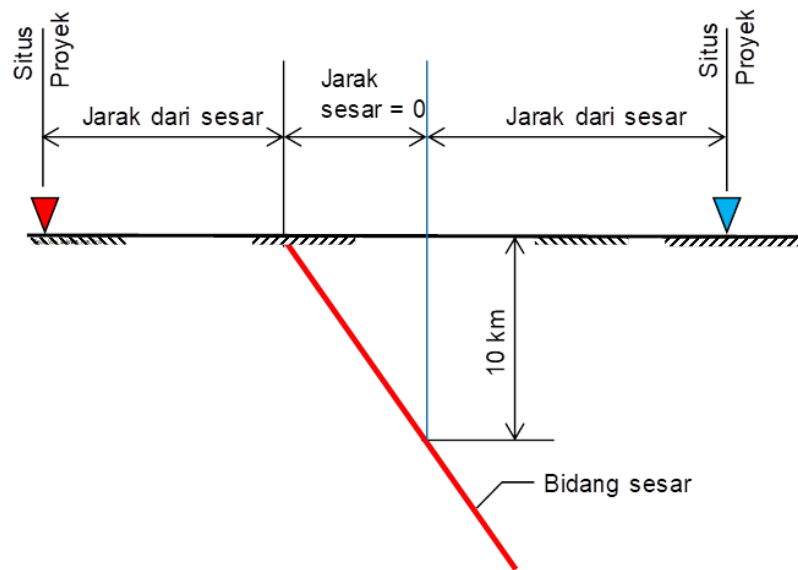 Situs
Proyek
Jarak dari sesar
Jarak
sesar = 0
Jarak dari sesar
Situs
Proyek
10 km
Bidang sesar